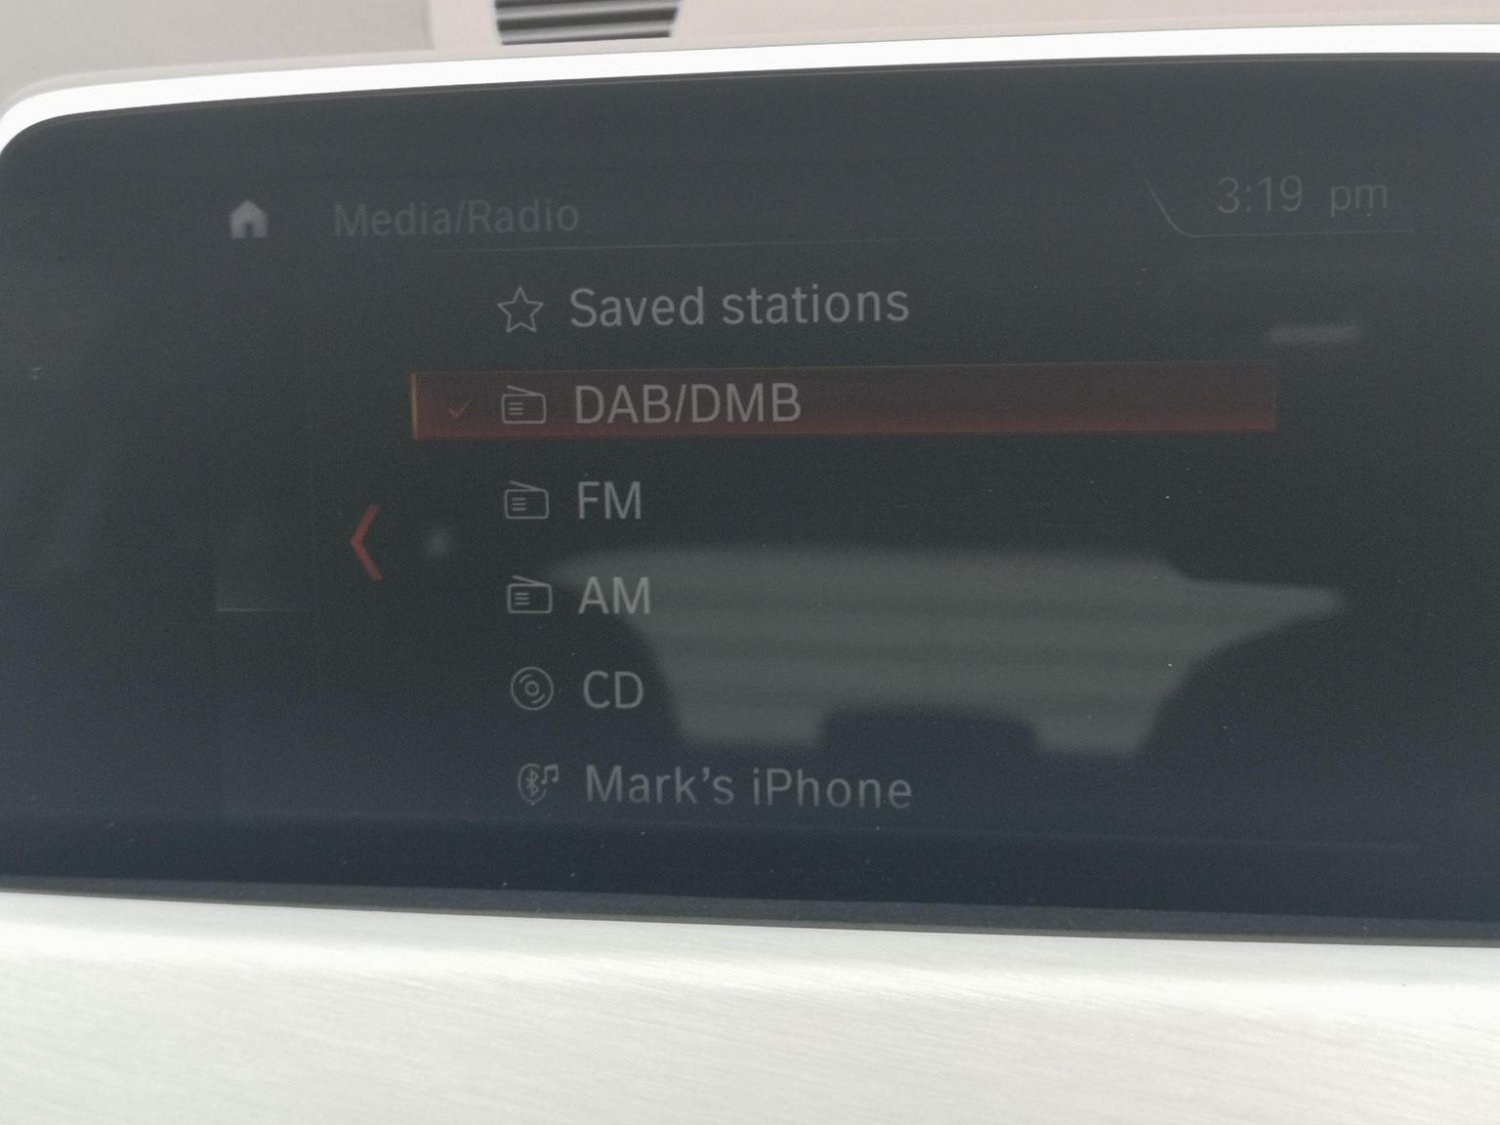 Media/Radio
3:19 pm
Saved stations
DAB/DMB
FM
AM
CD
Mark's iPhone